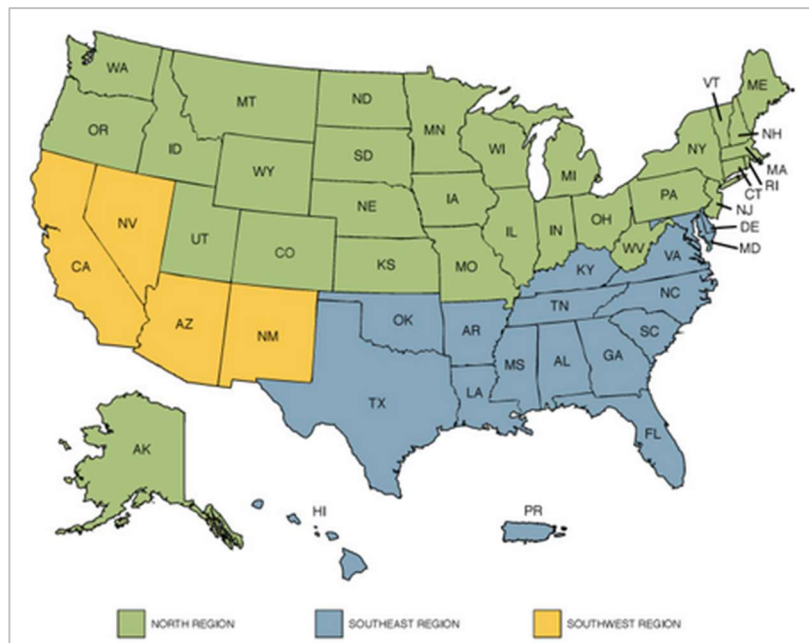 WA
MT
ND
MN
VT
ME
OR
ID
SD
WI
NY
NH
WY
MI
MA
RI
CT
IA
PA
NJ
NE
NV
UT
CO
IL
IN
OH
DE
WV
MD
CA
KS
MO
KY
VA
AZ
NM
OK
AR
TN
NC
SC
MS
AL
GA
TX
LA
FL
AK
HI
PR
NORTH REGION
SOUTHEAST REGION
SOUTHWEST REGION